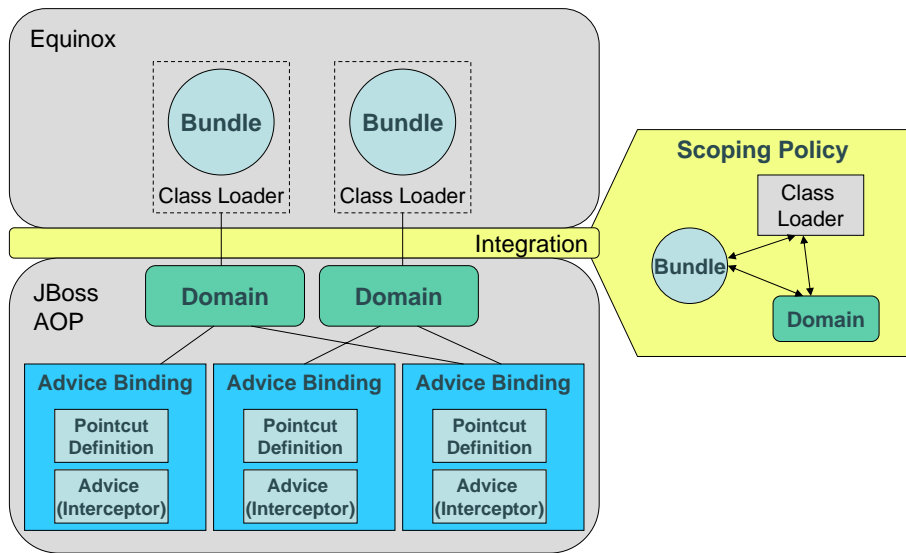 Equinox
Bundle
Class Loader
Bundle
Class Loader
Integration
JBoss
AOP
Domain
Domain
Advice Binding
Pointcut
Definition
Advice
(Interceptor)
Advice Binding
Pointcut
Definition
Advice
(Interceptor)
Advice Binding
Pointcut
Definition
Advice
(Interceptor)
Scoping Policy
Class
Loader
Bundle
Domain